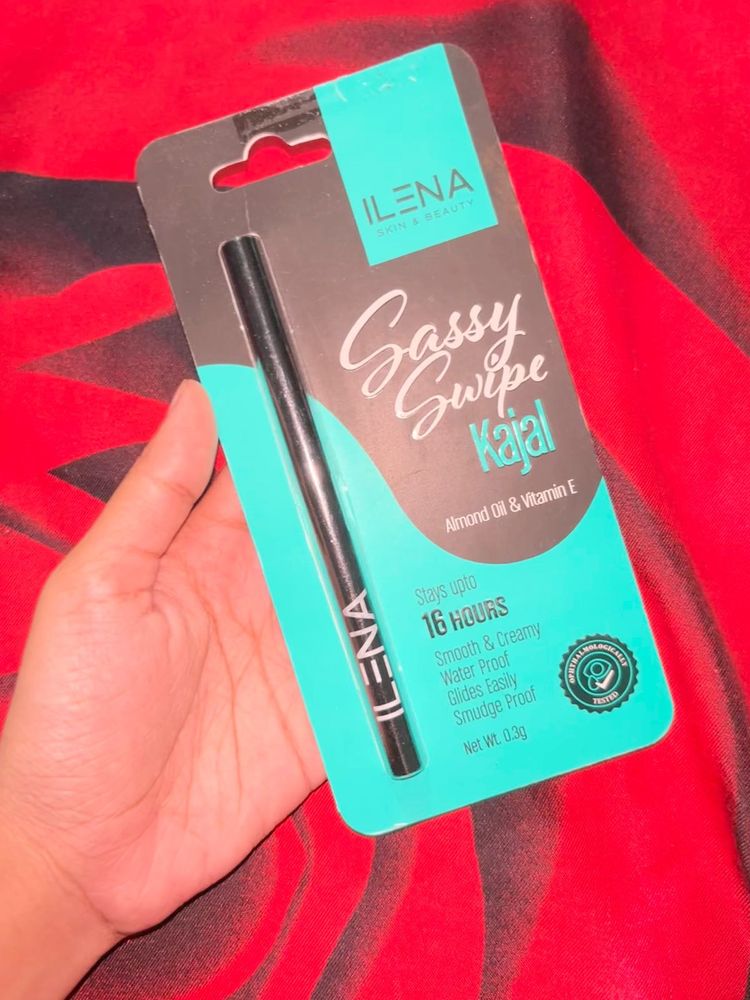 ILENA
SKIN & BEAUTY
Sassy
Swipe
Kajal
Almond Oil & Vitamin E
Stays upto
16 HOURS
Smooth & Creamy
Water Proof
Glides Easily
Smudge Proof
Net Wt. 0.3g
OPHTHALMOLOGICALLY
TESTED
ILENA